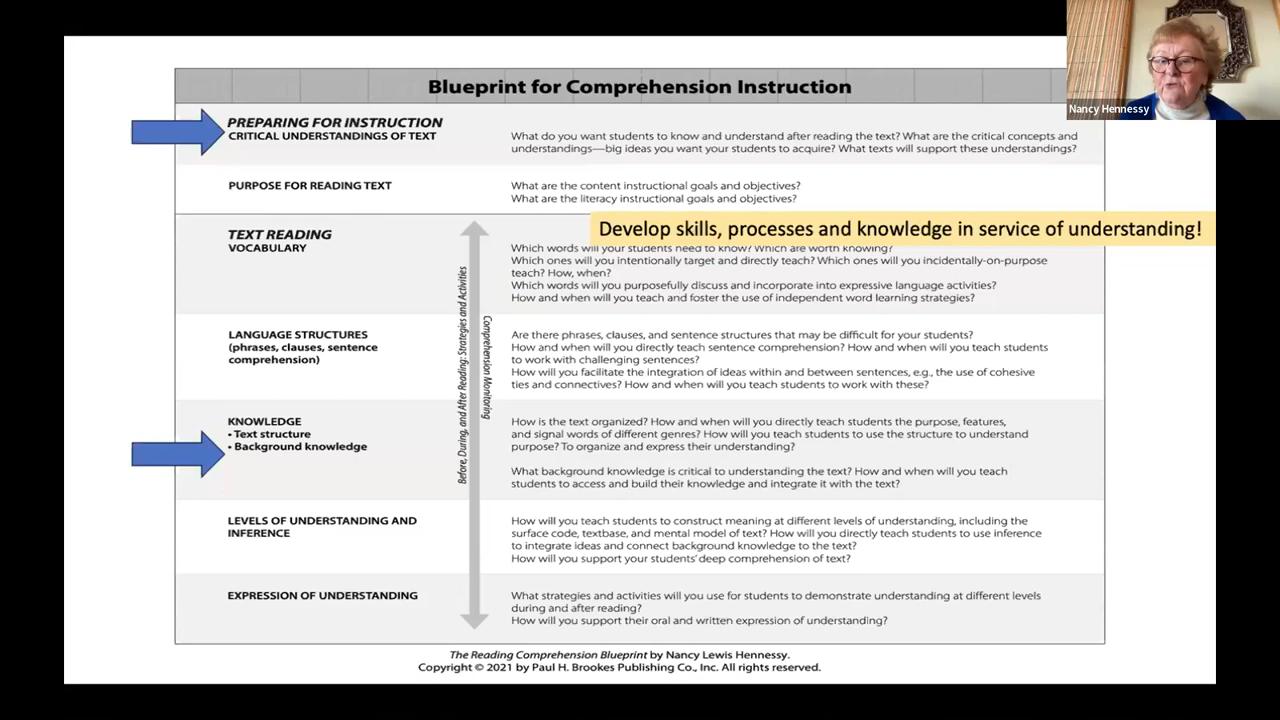 Blueprint for Comprehension Instruction
Nancy Hennessy
PREPARING FOR INSTRUCTION
CRITICAL UNDERSTANDINGS OF TEXT
What do you want students to know and understand after reading the text? What are the critical concepts and
understandings—big ideas you want your students to acquire? What texts will support these understandings?
PURPOSE FOR READING TEXT
What are the content instructional goals and objectives?
What are the literacy instructional goals and objectives?
Develop skills, processes and knowledge in service of understanding!
TEXT READING
VOCABULARY
Which words will your students need to know? Which are worth knowing?
Which ones will you intentionally target and directly teach? Which ones will you incidentally-on-purpose
teach? How, when?
Which words will you purposefully discuss and incorporate into expressive language activities?
How and when will you teach and foster the use of independent word learning strategies?
Before, During, and After Reading: Strategies and Activities
Comprehension Monitoring
LANGUAGE STRUCTURES
(phrases, clauses, sentence
comprehension)
Are there phrases, clauses, and sentence structures that may be difficult for your students?
How and when will you directly teach sentence comprehension? How and when will you teach students
to work with challenging sentences?
How will you facilitate the integration of ideas within and between sentences, e.g., the use of cohesive
ties and connectives? How and when will you teach students to work with these?
KNOWLEDGE
• Text structure
• Background knowledge
How is the text organized? How and when will you directly teach students the purpose, features,
and signal words of different genres? How will you teach students to use the structure to understand
purpose? To organize and express their understanding?
What background knowledge is critical to understanding the text? How and when will you teach
students to access and build their knowledge and integrate it with the text?
LEVELS OF UNDERSTANDING AND
INFERENCE
How will you teach students to construct meaning at different levels of understanding, including the
surface code, textbase, and mental model of text? How will you directly teach students to use inference
to integrate ideas and connect background knowledge to the text?
How will you support your students' deep comprehension of text?
EXPRESSION OF UNDERSTANDING
What strategies and activities will you use for students to demonstrate understanding at different levels
during and after reading?
How will you support their oral and written expression of understanding?
The Reading Comprehension Blueprint by Nancy Lewis Hennessy.
Copyright © 2021 by Paul H. Brookes Publishing Co., Inc. All rights reserved.